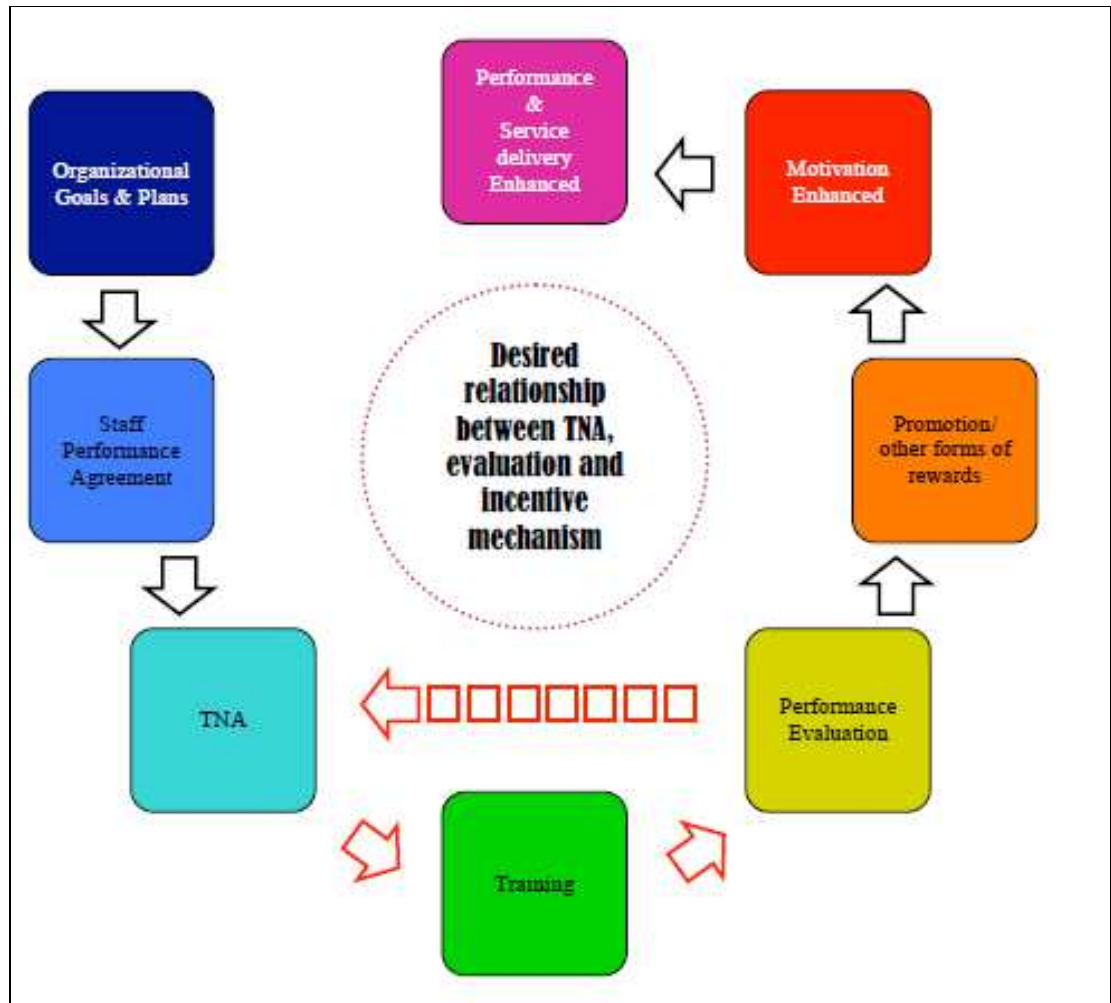 Organizational
Goals & Plans
Staff
Performance
Agreement
TNA
Training
Performance
Evaluation
Promotion/
other forms of
rewards
Motivation
Enhanced
Performance
&
Service
delivery
Enhanced
Desired
relationship
between TNA,
evaluation and
incentive
mechanism